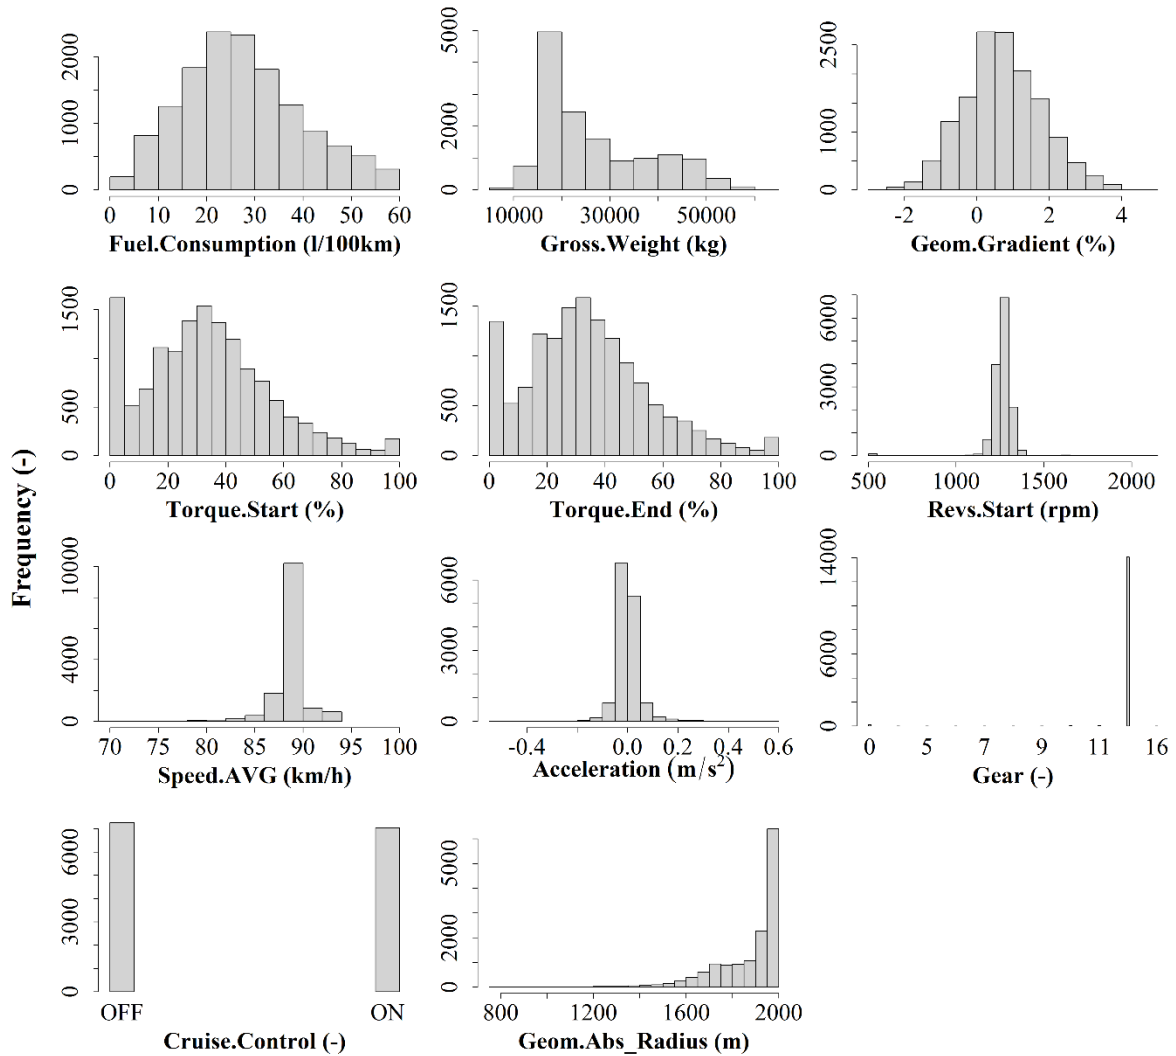 Frequency (-)
2000
1000
0
0 10 20 30 40 50 60
Fuel.Consumption (l/100km)
5000
2000
0
10000 30000 50000
Gross.Weight (kg)
2500
1000
0
-2 0 2 4
Geom.Gradient (%)
1500
500
0
0 20 40 60 80 100
Torque.Start (%)
1500
500
0
0 20 40 60 80 100
Torque.End (%)
6000
3000
0
500 1000 1500 2000
Revs.Start (rpm)
10000
4000
0
70 80 85 90 95 100
Speed.AVG (km/h)
6000
3000
0
-0.4 0.0 0.2 0.4 0.6
Acceleration (m/s²)
14000
6000
0
0 5 7 9 11 16
Gear (-)
6000
3000
0
OFF ON
Cruise.Control (-)
5000
2000
0
800 1200 1600 2000
Geom.Abs_Radius (m)